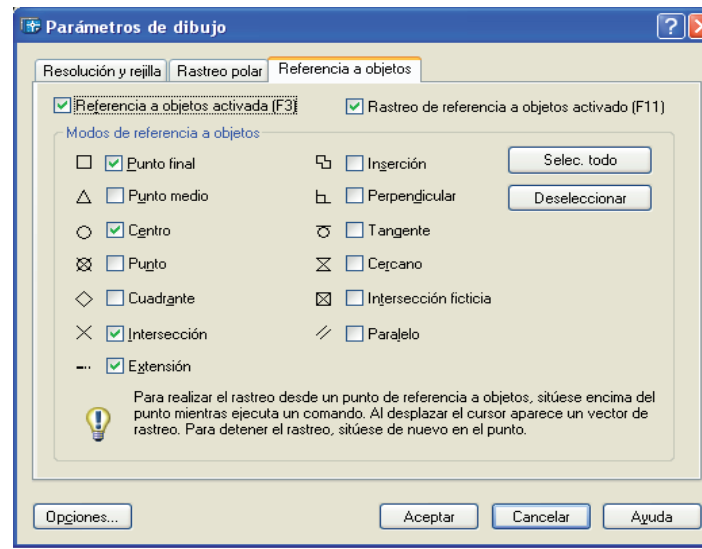 Parámetros de dibujo
?
Resolución y rejilla Rastreo polar Referencia a objetos
Referencia a objetos activada (F3) Rastreo de referencia a objetos activado (F11)
Modos de referencia a objetos
Punto final Inserción Selec. todo
Punto medio Perpendicular Deseleccionar
Centro Tangente
Punto Cercano
Cuadrante Intersección ficticia
Intersección Paralelo
Extensión
Para realizar el rastreo desde un punto de referencia a objetos, sitúese encima del
punto mientras ejecuta un comando. Al desplazar el cursor aparece un vector de
rastreo. Para detener el rastreo, sitúese de nuevo en el punto.
Opciones... Aceptar Cancelar Ayuda